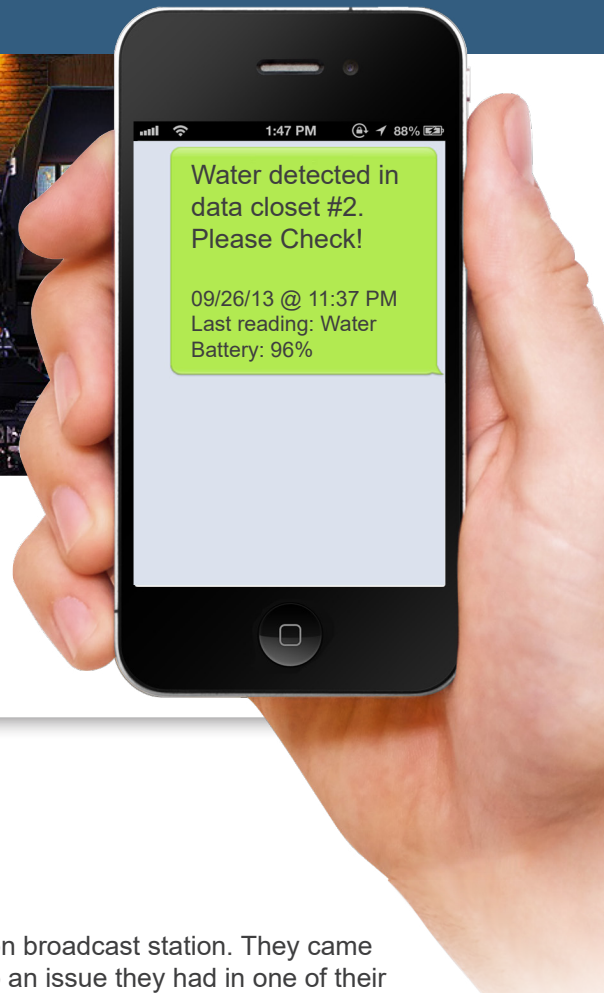 1:47 PM 88%
Water detected in
data closet #2.
Please Check!
09/26/13 @ 11:37 PM
Last reading: Water
Battery: 96%
n broadcast station. They came
an issue they had in one of their